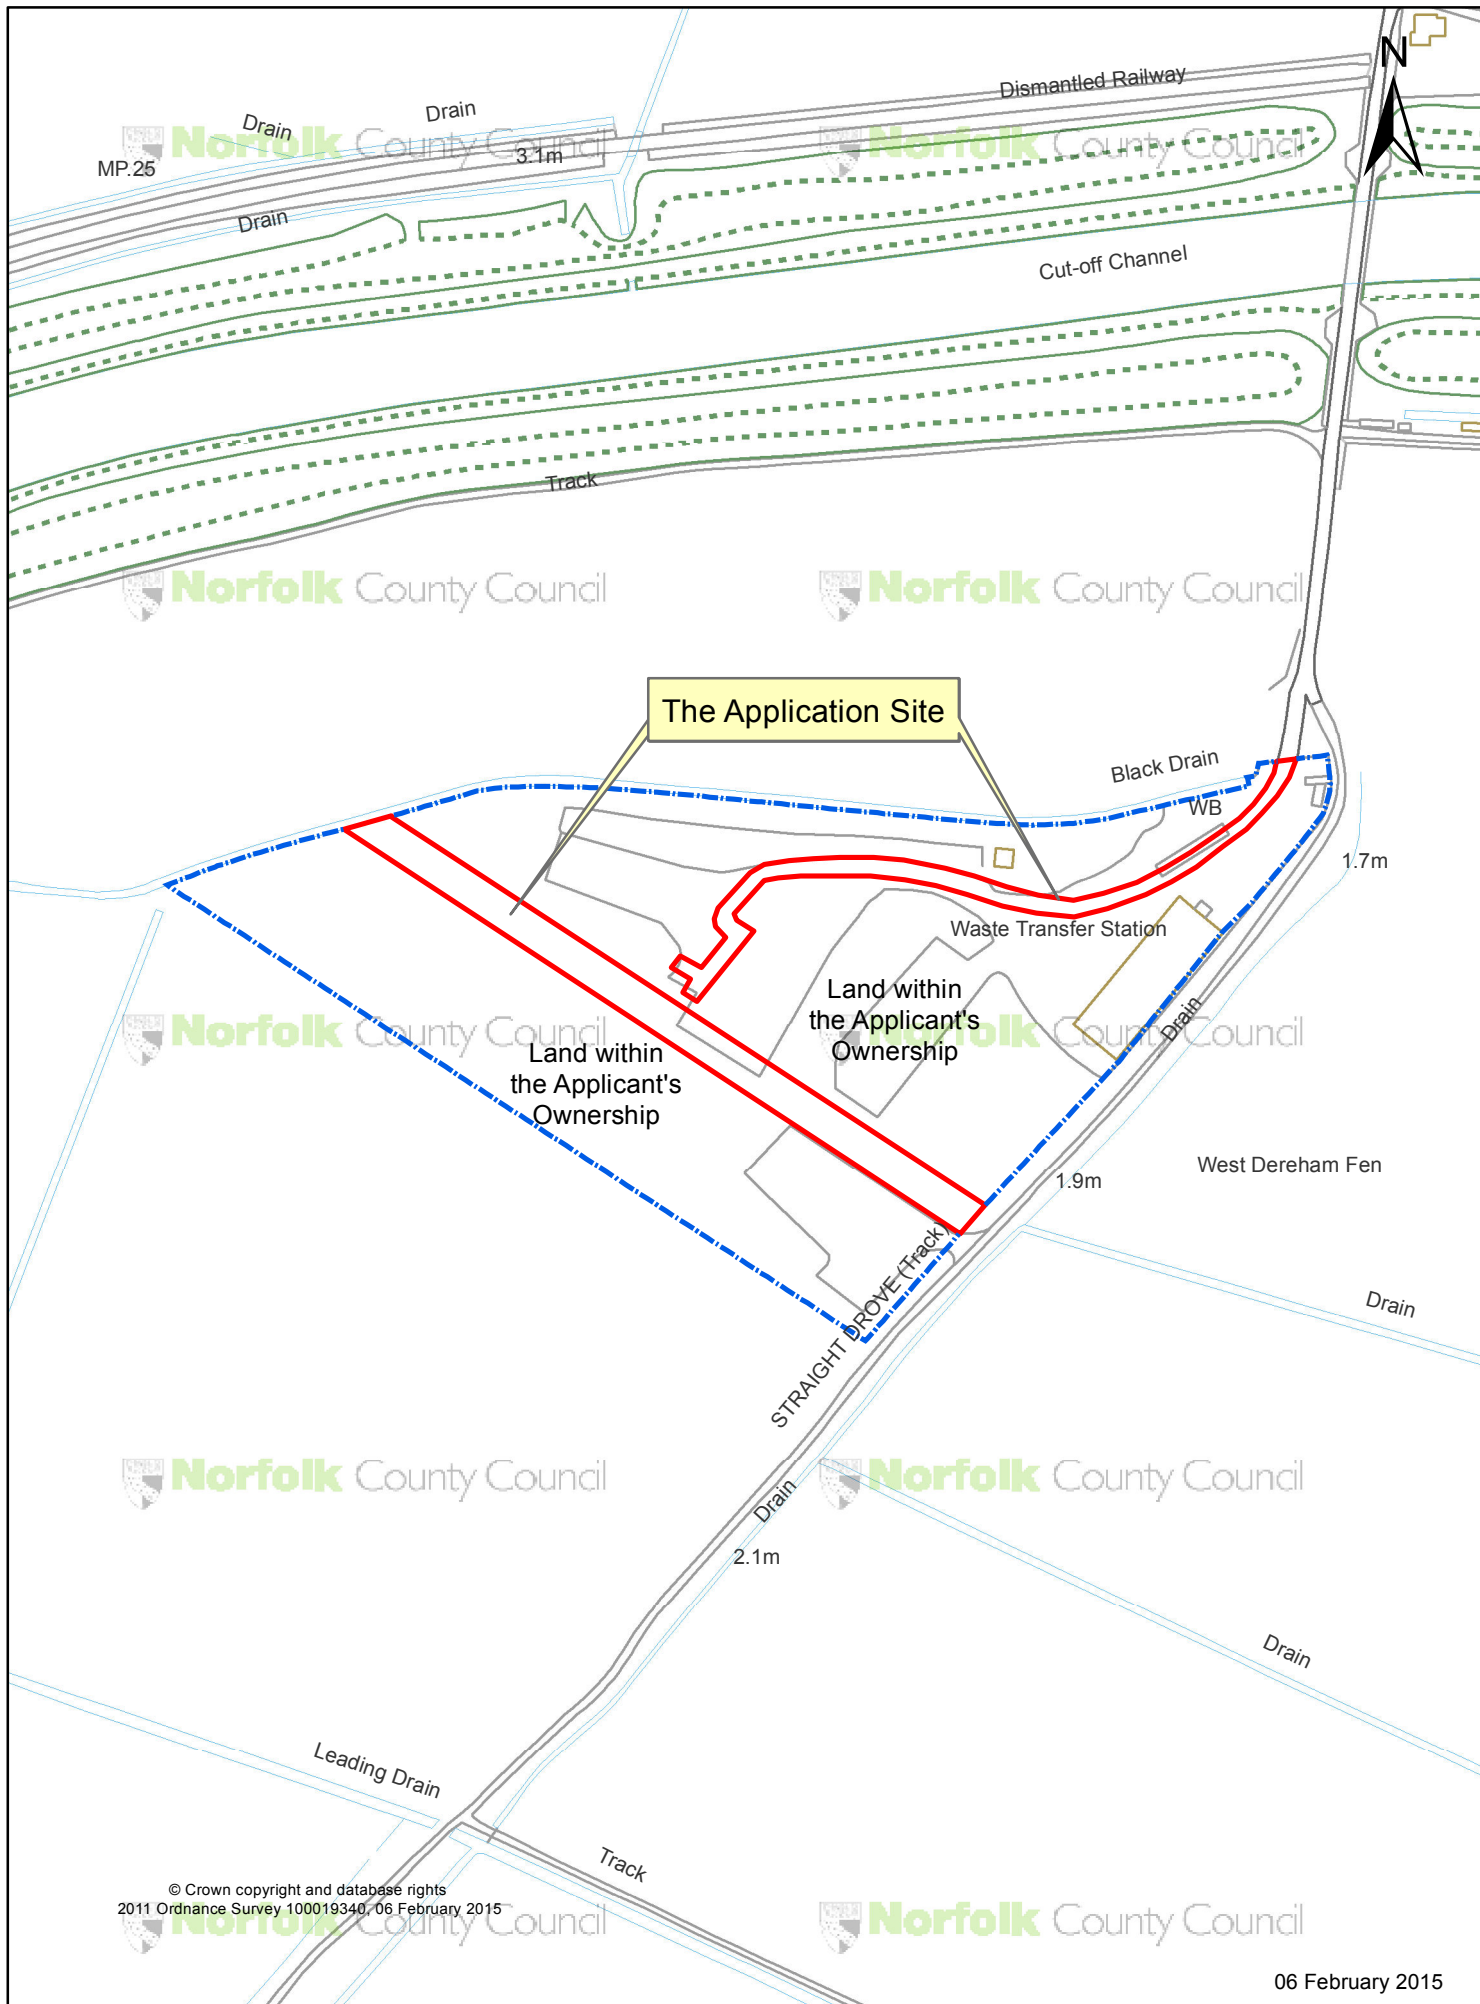 N
Dismantled Railway
Drain
Drain
Norfolk County Council
Norfolk County Council
3.1m
MP.25
Drain
Cut-off Channel
Track
Norfolk County Council
Norfolk County Council
The Application Site
Black Drain
WB
1.7m
Waste Transfer Station
Land within
the Applicant's
Ownership
Drain
Norfolk County Council
Norfolk County Council
Land within
the Applicant's
Ownership
West Dereham Fen
1.9m
STRAIGHT DROVE (Track)
Drain
Norfolk County Council
Norfolk County Council
Drain
2.1m
Drain
Leading Drain
Track
© Crown copyright and database rights
2011 Ordnance Survey 100019340, 06 February 2015
Norfolk County Council
Norfolk County Council
06 February 2015